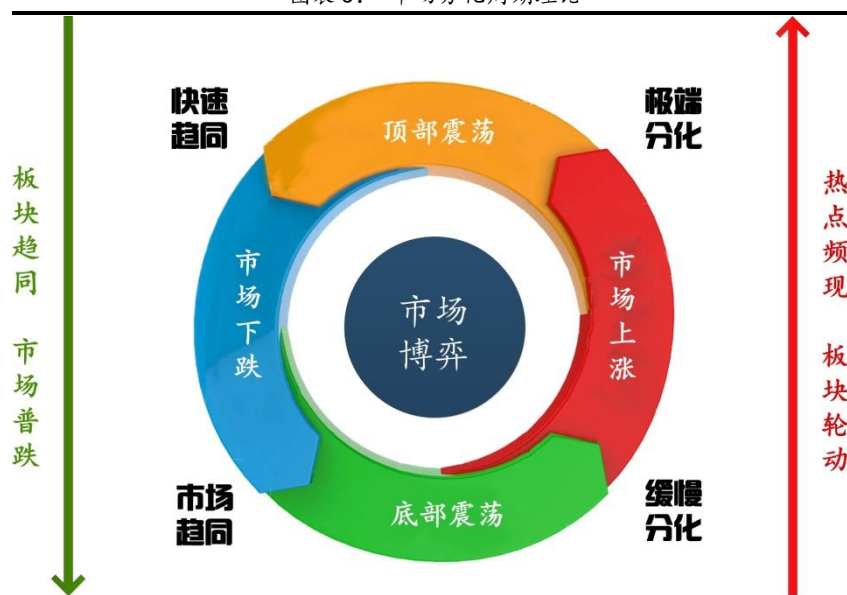 快速
趋同
极端
分化
顶部震荡
板块趋同 市场普跌
市场下跌
市场
博弈
市场上涨
热点频现 板块轮动
市场
趋同
底部震荡
缓慢
分化